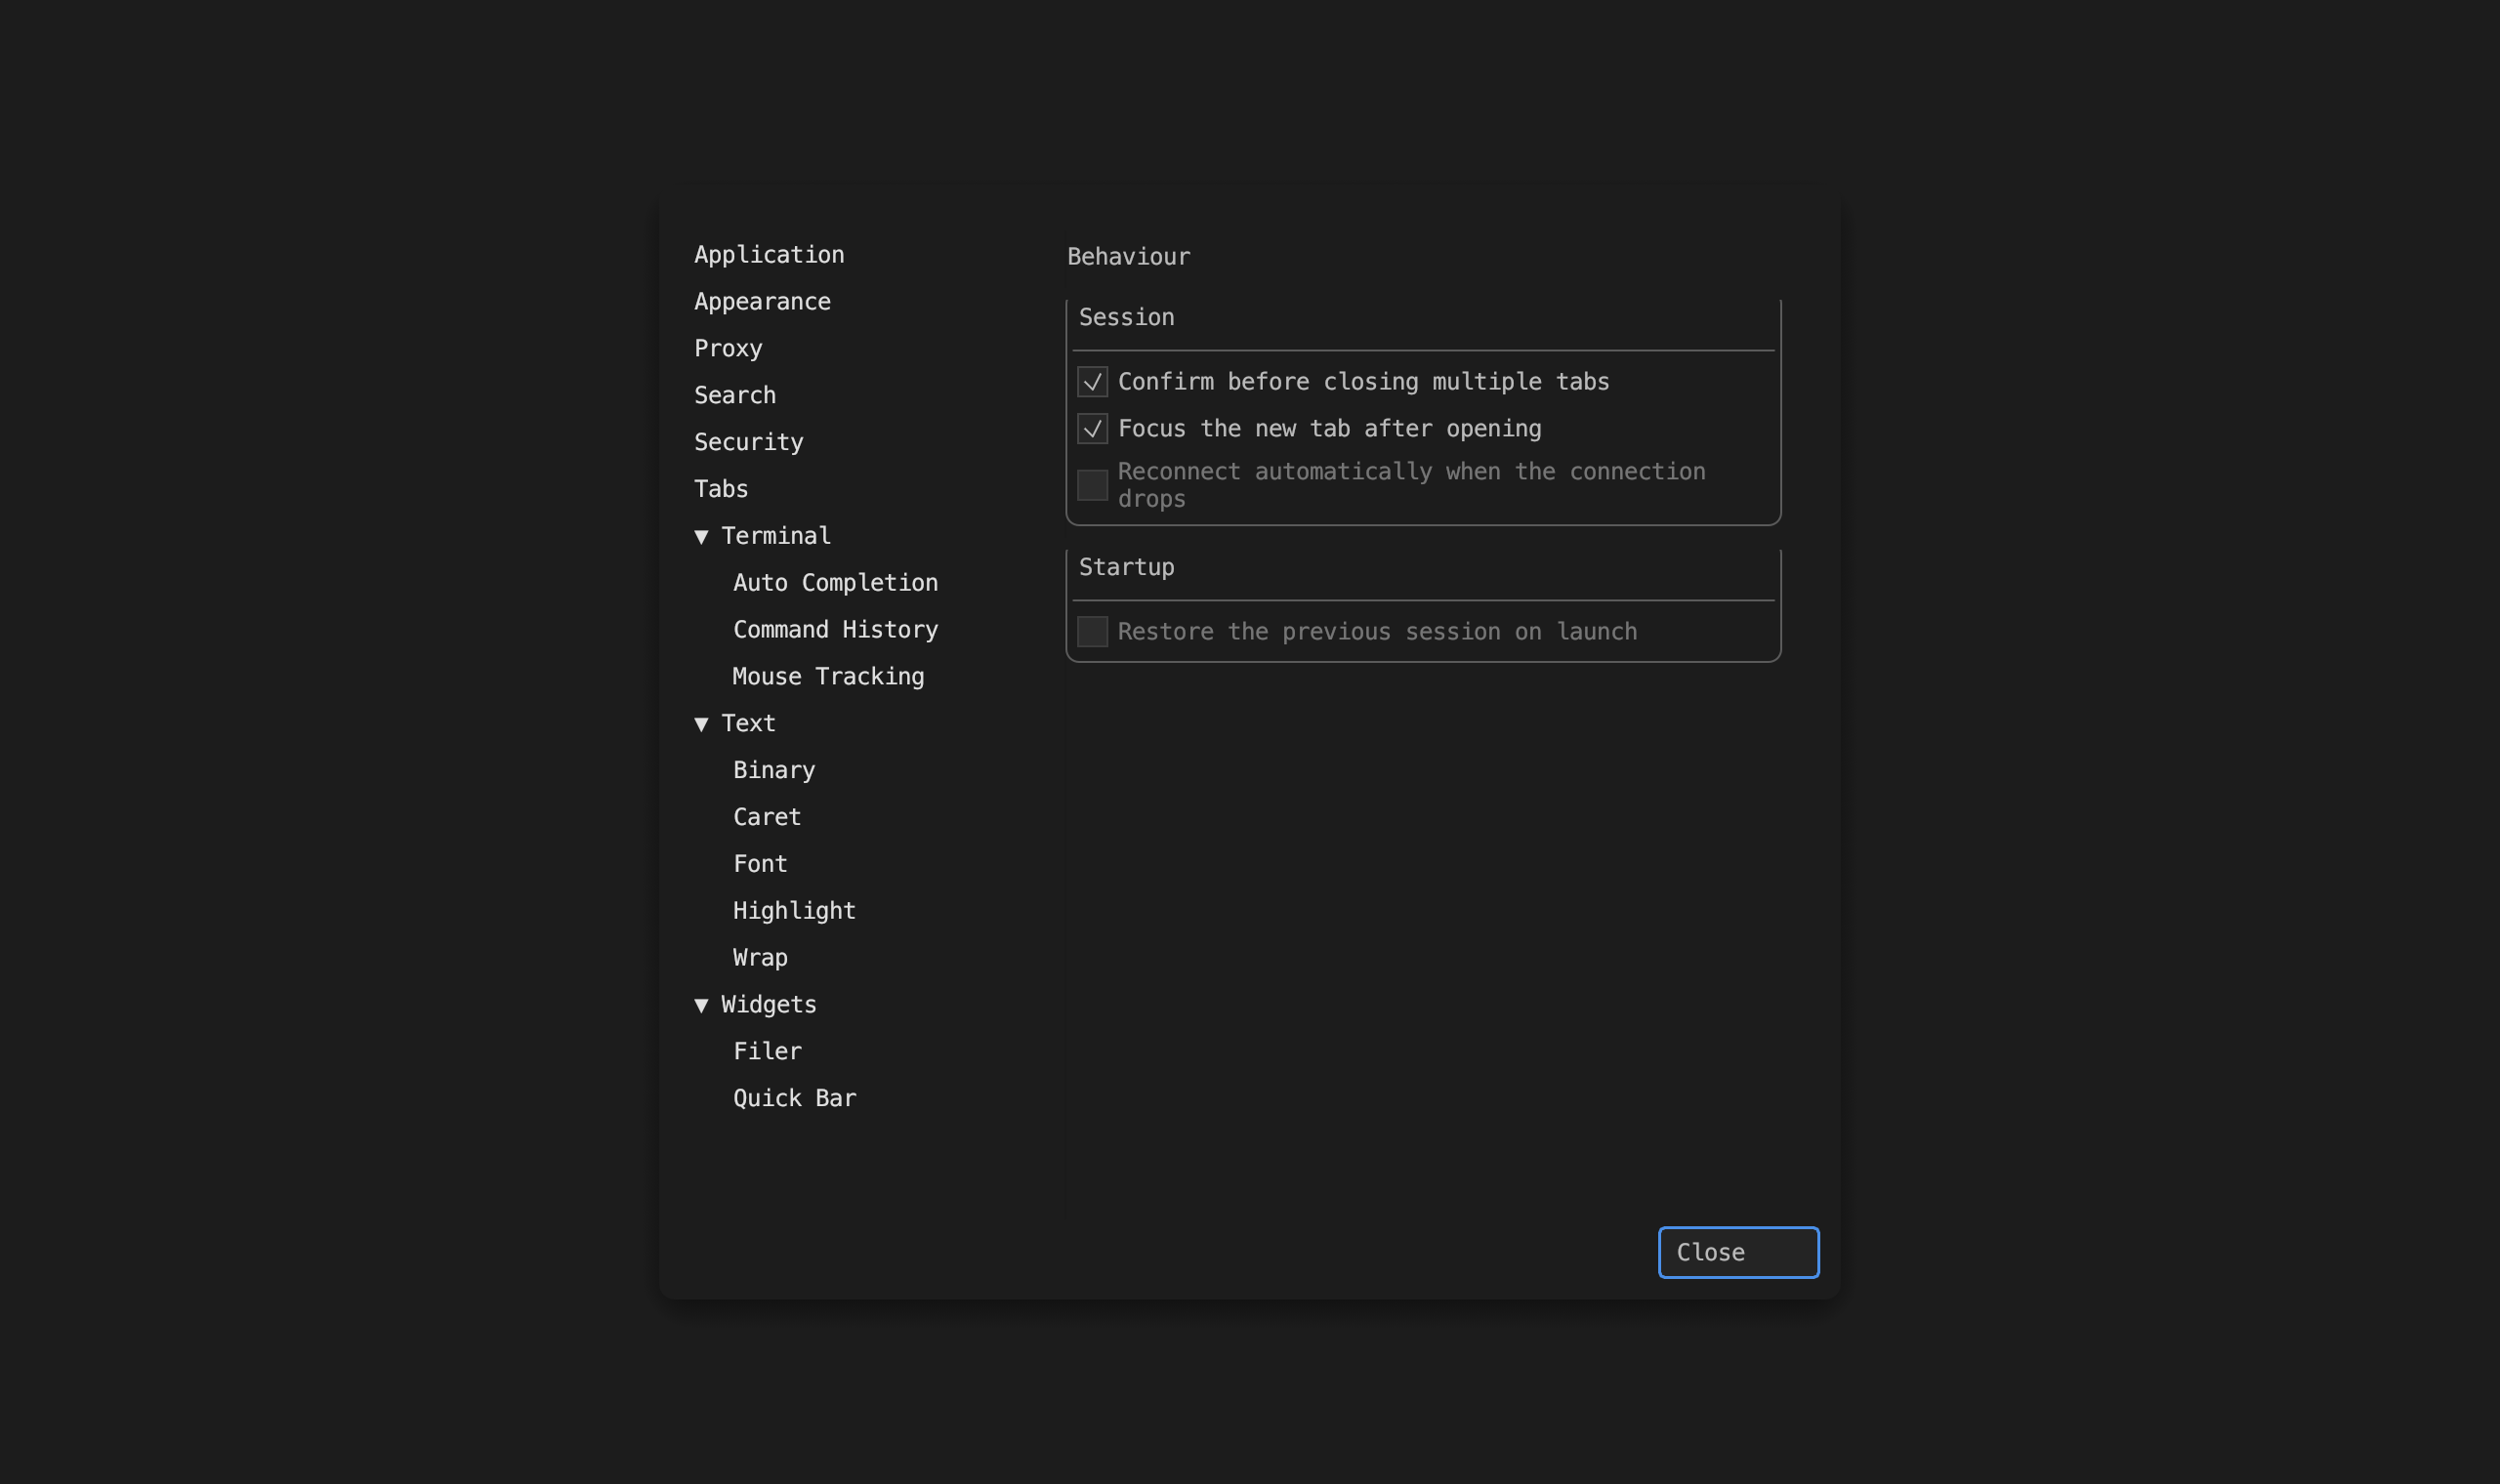 Application
Appearance
Proxy
Search
Security
Tabs
▼ Terminal
Auto Completion
Command History
Mouse Tracking
▼ Text
Binary
Caret
Font
Highlight
Wrap
▼ Widgets
Filer
Quick Bar
Behaviour
Session
Confirm before closing multiple tabs
Focus the new tab after opening
Reconnect automatically when the connection
drops
Startup
Restore the previous session on launch
Close